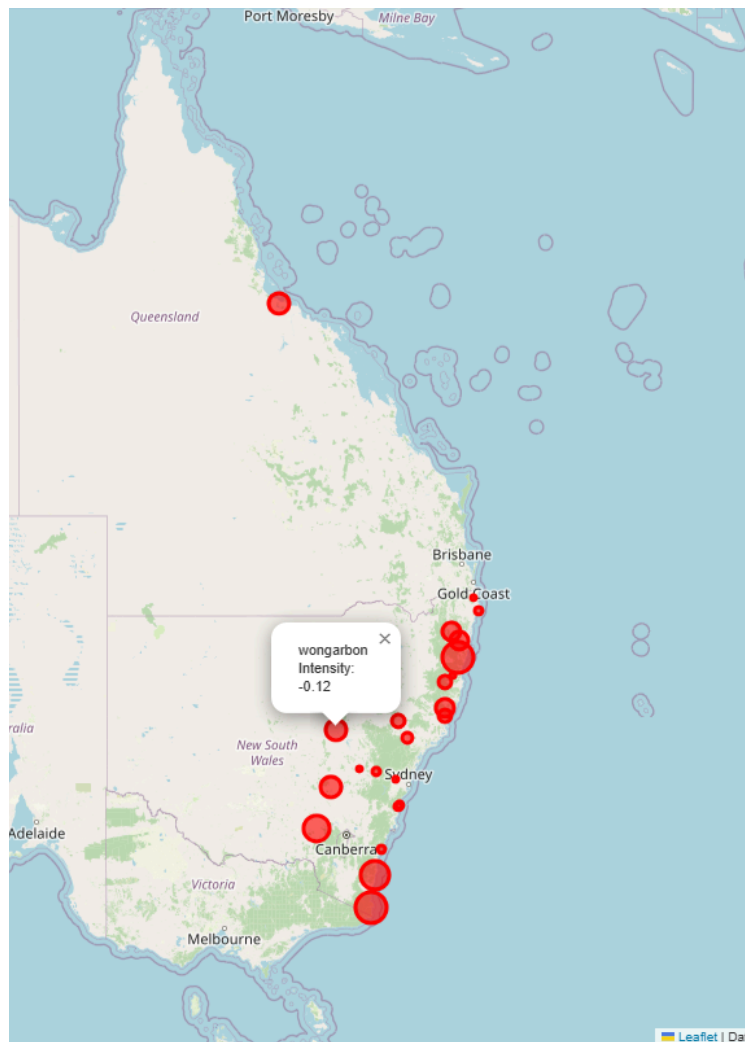 Port Moresby
Milne Bay
Queensland
Brisbane
Gold Coast
×
wongarbon
Intensity:
-0.12
ralia
New South
Wales
Sydney
Adelaide
Canberra
Victoria
Melbourne
Leaflet | Da